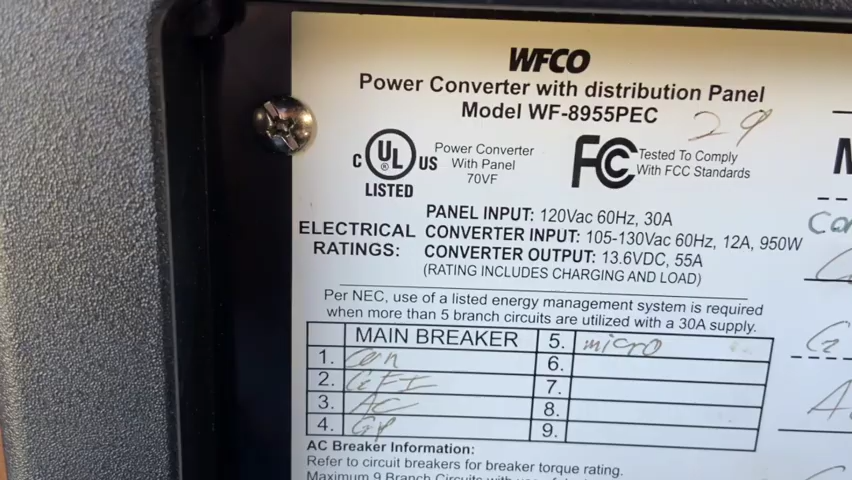 WFCO
Power Converter with distribution Panel
Model WF-8955PEC
29
C UL US
®
LISTED
Power Converter
With Panel
70VF
FC
Tested To Comply
With FCC Standards
ELECTRICAL
RATINGS:
PANEL INPUT: 120Vac 60Hz, 30A
CONVERTER INPUT: 105-130Vac 60Hz, 12A, 950W
CONVERTER OUTPUT: 13.6VDC, 55A
(RATING INCLUDES CHARGING AND LOAD)
Per NEC, use of a listed energy management system is required
when more than 5 branch circuits are utilized with a 30A supply.
MAIN BREAKER
1. Con
2. GFI
3. AC
4. GP
5. micro
6.
7.
8.
9.
AC Breaker Information:
Refer to circuit breakers for breaker torque rating.
Maximum 9 Branch Circuits with use of